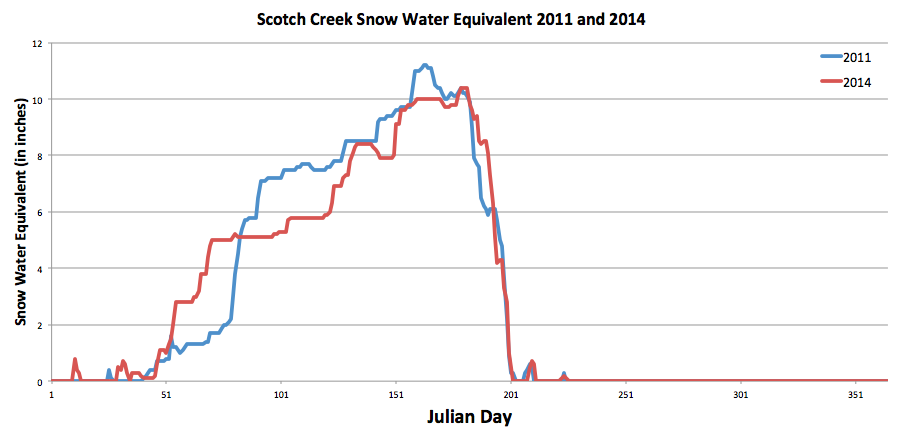 Scotch Creek Snow Water Equivalent 2011 and 2014
12
10
8
6
4
2
0
Snow Water Equivalent (in inches)
2011
2014
1 51 101 151 201 251 301 351
Julian Day